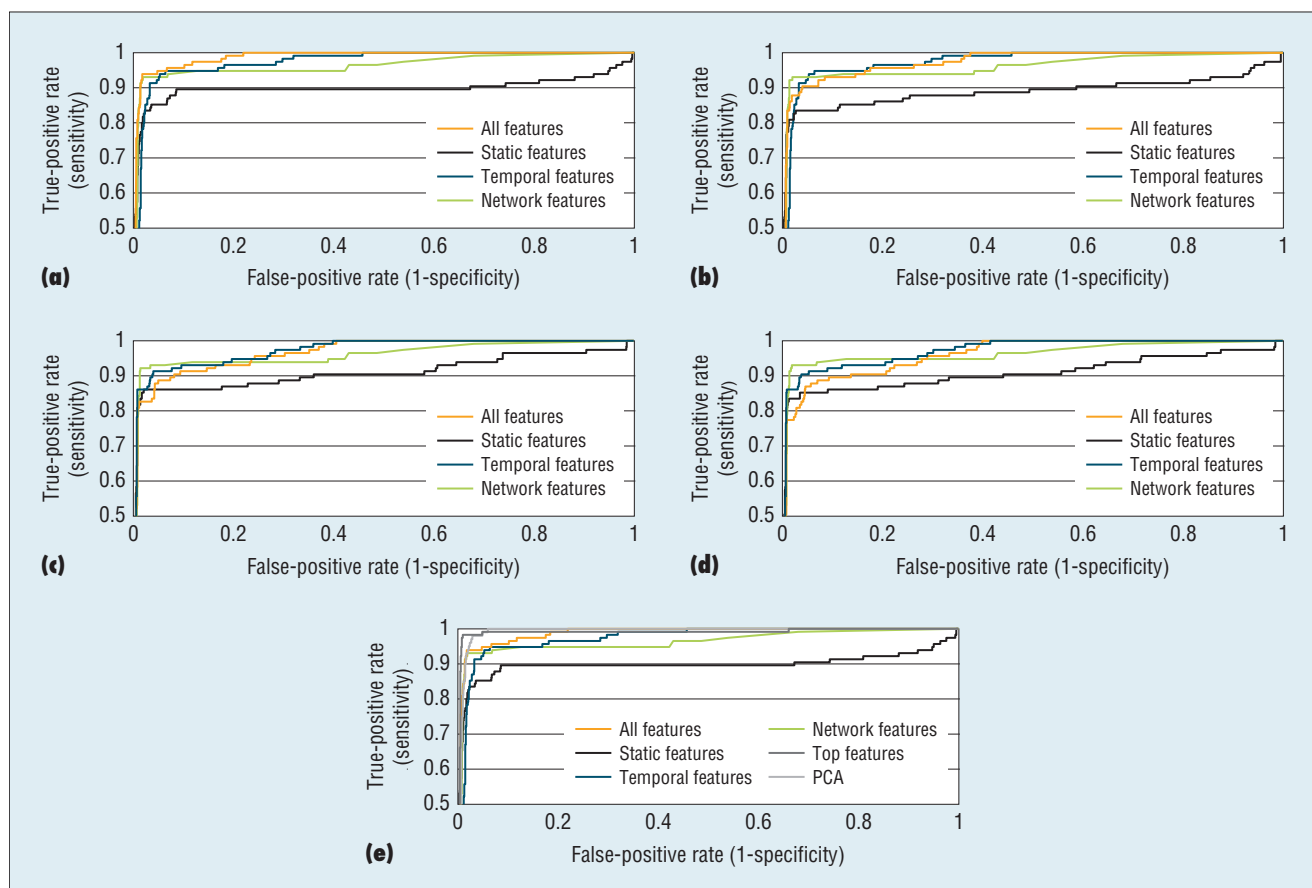 1
0.9
0.8
0.7
0.6
0.5
0
0.2
0.4
0.6
0.8
1
True-positive rate
(sensitivity)
All features
Static features
Temporal features
Network features
False-positive rate (1-specificity)
(a)
1
0.9
0.8
0.7
0.6
0.5
0
0.2
0.4
0.6
0.8
1
True-positive rate
(sensitivity)
All features
Static features
Temporal features
Network features
False-positive rate (1-specificity)
(b)
1
0.9
0.8
0.7
0.6
0.5
0
0.2
0.4
0.6
0.8
1
True-positive rate
(sensitivity)
All features
Static features
Temporal features
Network features
False-positive rate (1-specificity)
(c)
1
0.9
0.8
0.7
0.6
0.5
0
0.2
0.4
0.6
0.8
1
True-positive rate
(sensitivity)
All features
Static features
Temporal features
Network features
False-positive rate (1-specificity)
(d)
1
0.9
0.8
0.7
0.6
0.5
0
0.2
0.4
0.6
0.8
1
True-positive rate
(sensitivity)
All features
Static features
Temporal features
Network features
Top features
PCA
False-positive rate (1-specificity)
(e)